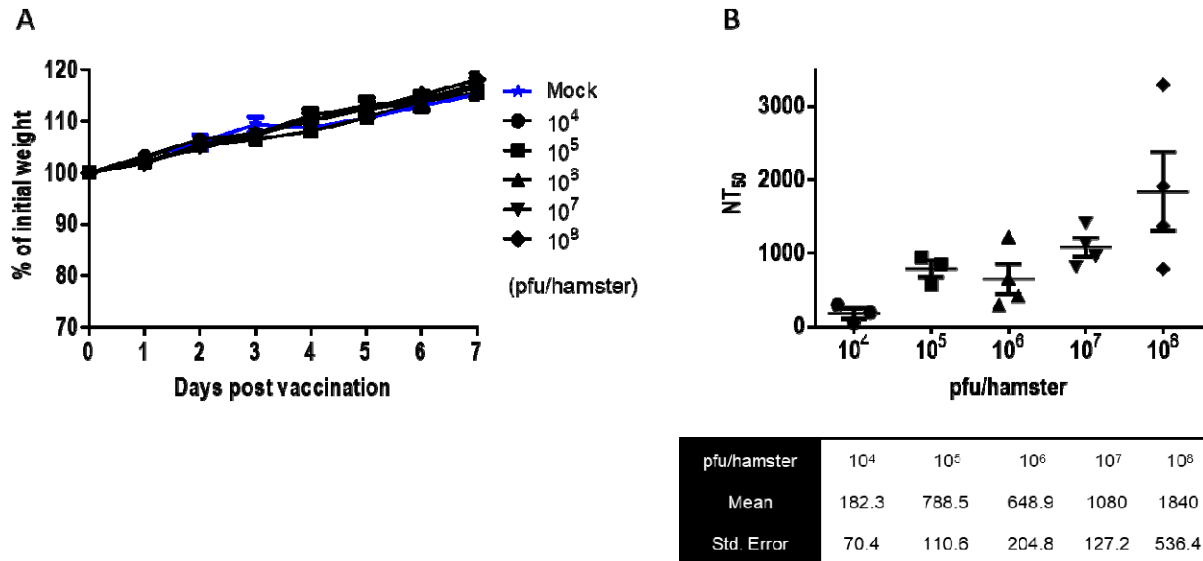 A
% of initial weight
120
110
100
90
80
70
0 1 2 3 4 5 6 7
Days post vaccination
Mock
10⁴
10⁵
10⁶
10⁷
10⁸
(pfu/hamster)
B
NT₅₀
3000
2000
1000
0
10⁴ 10⁵ 10⁶ 10⁷ 10⁸
pfu/hamster
pfu/hamster 10⁴ 10⁵ 10⁶ 10⁷ 10⁸
Mean 182.3 788.5 648.9 1080 1840
Std. Error 70.4 110.6 204.8 127.2 536.4